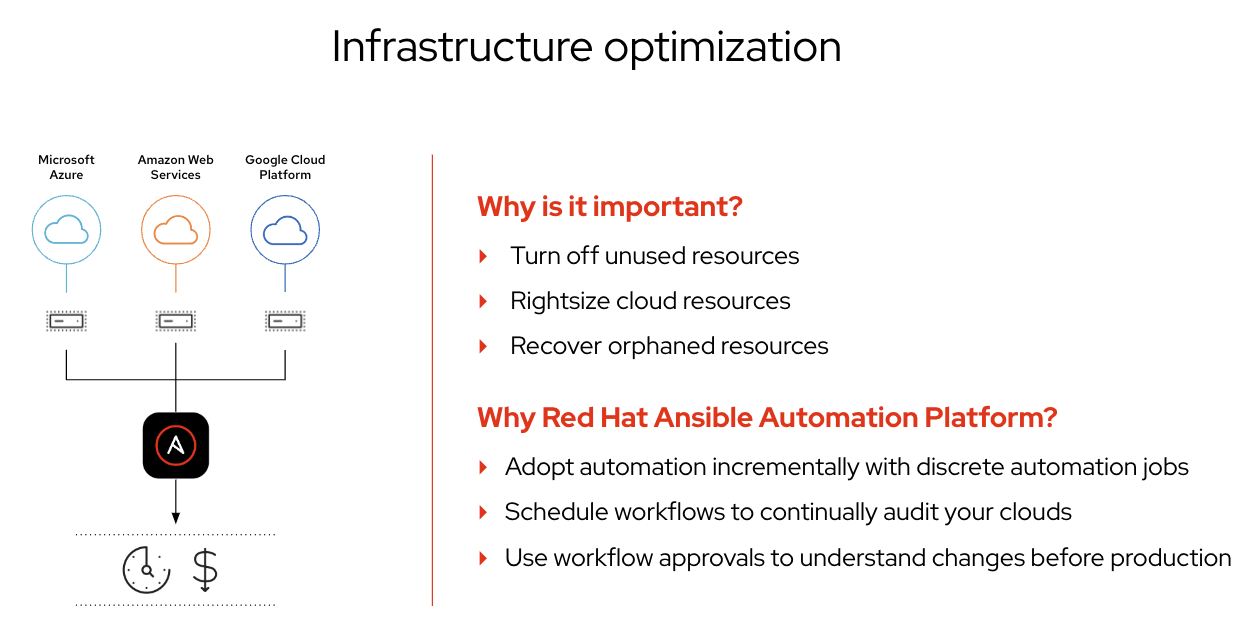 Infrastructure optimization
Microsoft
Azure
Amazon Web
Services
Google Cloud
Platform
Why is it important?
Turn off unused resources
Rightsize cloud resources
Recover orphaned resources
Why Red Hat Ansible Automation Platform?
Adopt automation incrementally with discrete automation jobs
Schedule workflows to continually audit your clouds
Use workflow approvals to understand changes before production